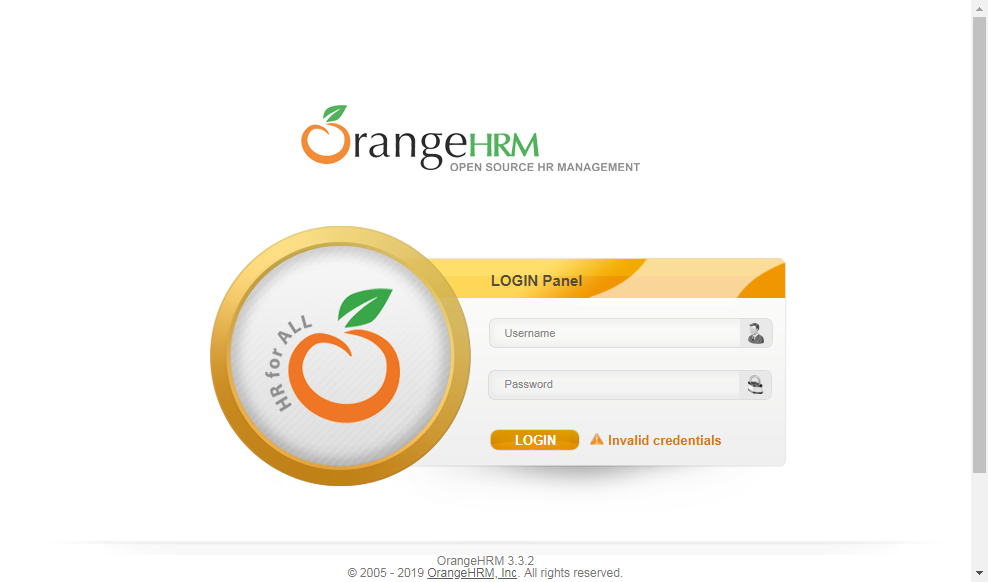 OrangeHRM
OPEN SOURCE HR MANAGEMENT
HR for ALL
LOGIN Panel
Username
Password
LOGIN
Invalid credentials
OrangeHRM 3.3.2
© 2005 - 2019 OrangeHRM, Inc. All rights reserved.